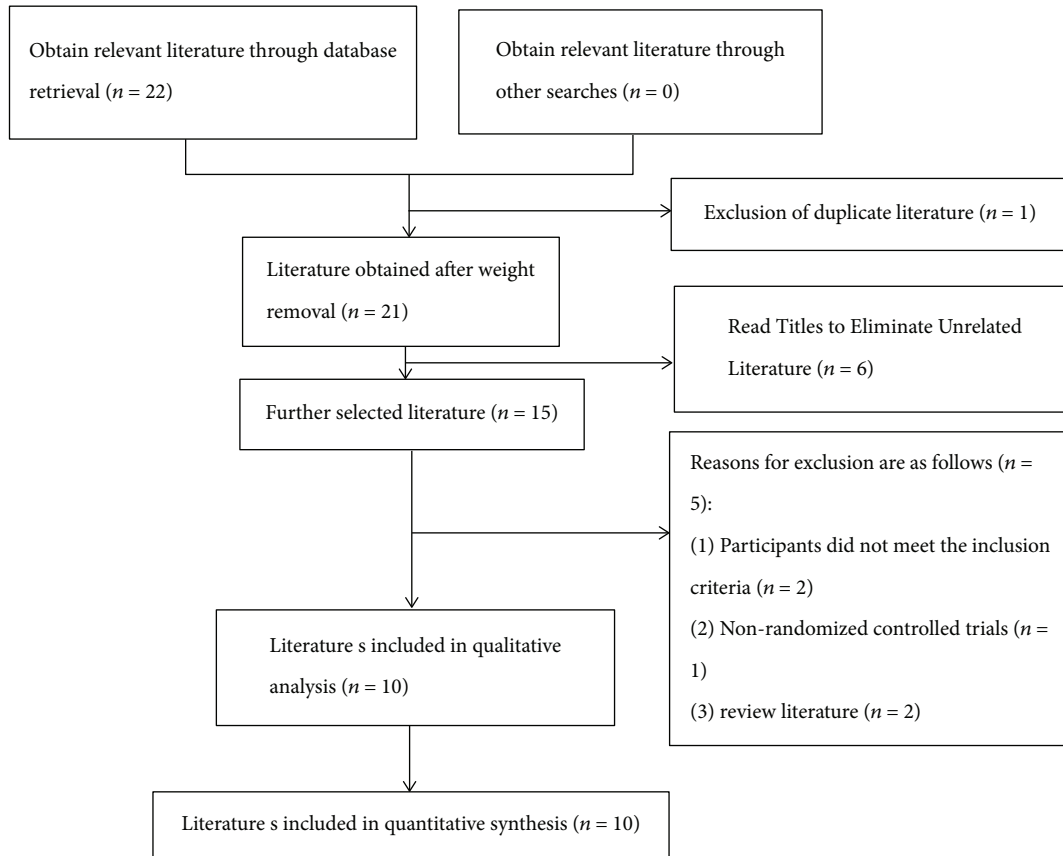 Obtain relevant literature through database
retrieval (n = 22)
Obtain relevant literature through
other searches (n = 0)
Exclusion of duplicate literature (n = 1)
Literature obtained after weight
removal (n = 21)
Read Titles to Eliminate Unrelated
Literature (n = 6)
Further selected literature (n = 15)
Reasons for exclusion are as follows (n =
5):
(1) Participants did not meet the inclusion
criteria (n = 2)
(2) Non-randomized controlled trials (n =
1)
(3) review literature (n = 2)
Literature s included in qualitative
analysis (n = 10)
Literature s included in quantitative synthesis (n = 10)